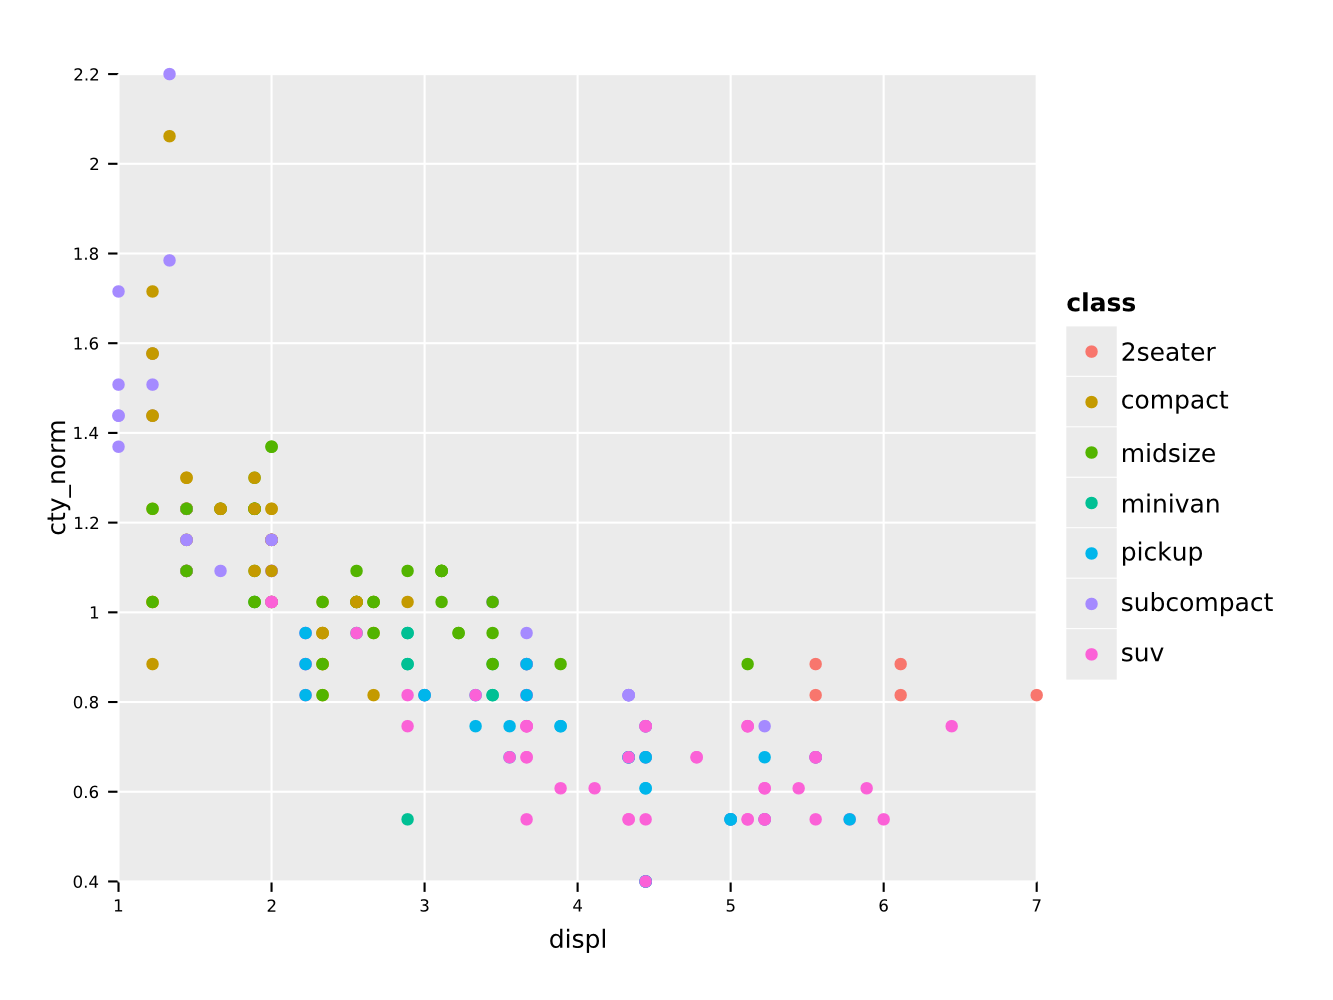 2.2
2
1.8
1.6
1.4
1.2
1
0.8
0.6
0.4
cty_norm
1 2 3 4 5 6 7
displ
class
2seater
compact
midsize
minivan
pickup
subcompact
suv